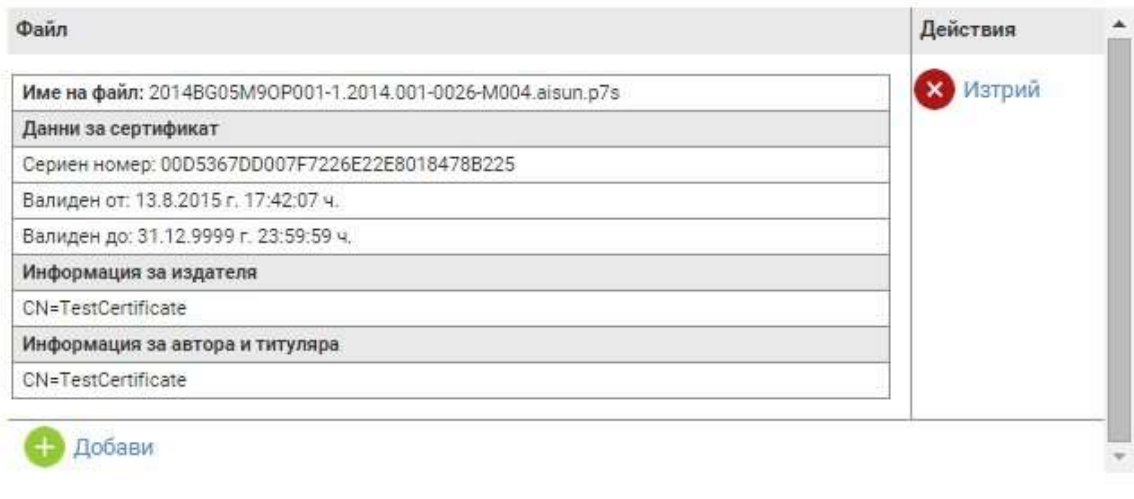 Файл
Действия
Име на файл: 2014BG05M9OP001-1.2014.001-0026-M004.aisun.p7s
Изтрий
Данни за сертификат
Сериен номер: 00D5367DD007F7226E22E8018478B225
Валиден от: 13.8.2015 г. 17:42:07 ч.
Валиден до: 31.12.9999 г. 23:59:59 ч.
Информация за издателя
CN=TestCertificate
Информация за автора и титуляра
CN=TestCertificate
Добави